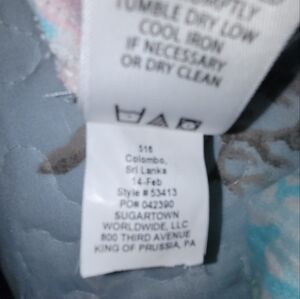 PROMPTLY
TUMBLE DRY LOW
COOL IRON
IF NECESSARY
OR DRY CLEAN
516
Colombo,
Sri Lanka
14-Feb
Style # 53413
PO# 042390
SUGARTOWN
WORLDWIDE, LLC
800 THIRD AVENUE
KING OF PRUSSIA, PA